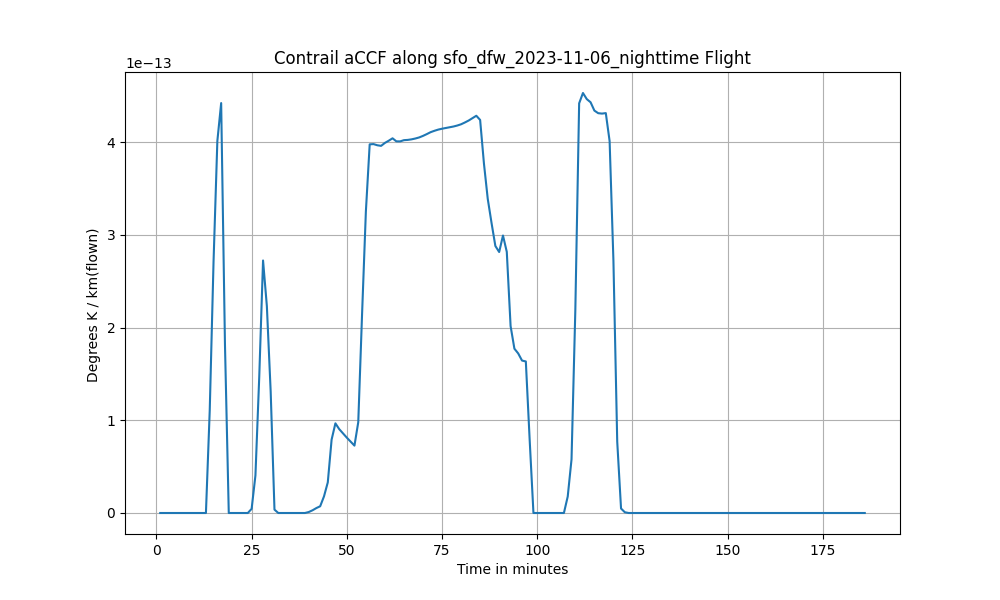 Contrail aCCF along sfo_dfw_2023-11-06_nighttime Flight
1e−13
Degrees K / km(flown)
4
3
2
1
0
0 25 50 75 100 125 150 175
Time in minutes